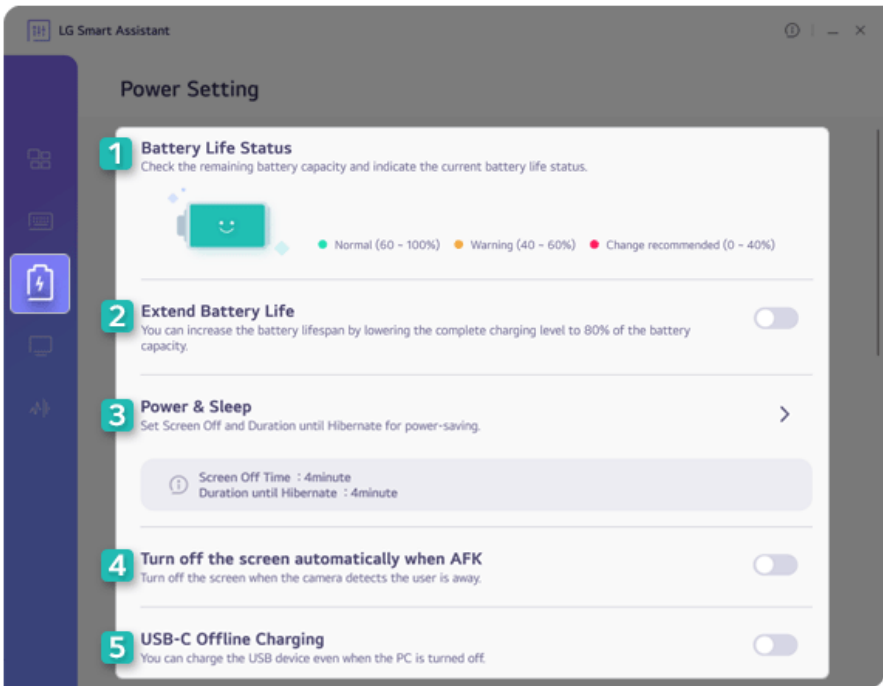 LG Smart Assistant
Power Setting
1
Battery Life Status
Check the remaining battery capacity and indicate the current battery life status.
Normal (60 ~ 100%) Warning (40 ~ 60%) Change recommended (0 ~ 40%)
2
Extend Battery Life
You can increase the battery lifespan by lowering the complete charging level to 80% of the battery
capacity.
3
Power & Sleep
Set Screen Off and Duration until Hibernate for power-saving.
Screen Off Time : 4minute
Duration until Hibernate : 4minute
4
Turn off the screen automatically when AFK
Turn off the screen when the camera detects the user is away.
5
USB-C Offline Charging
You can charge the USB device even when the PC is turned off.